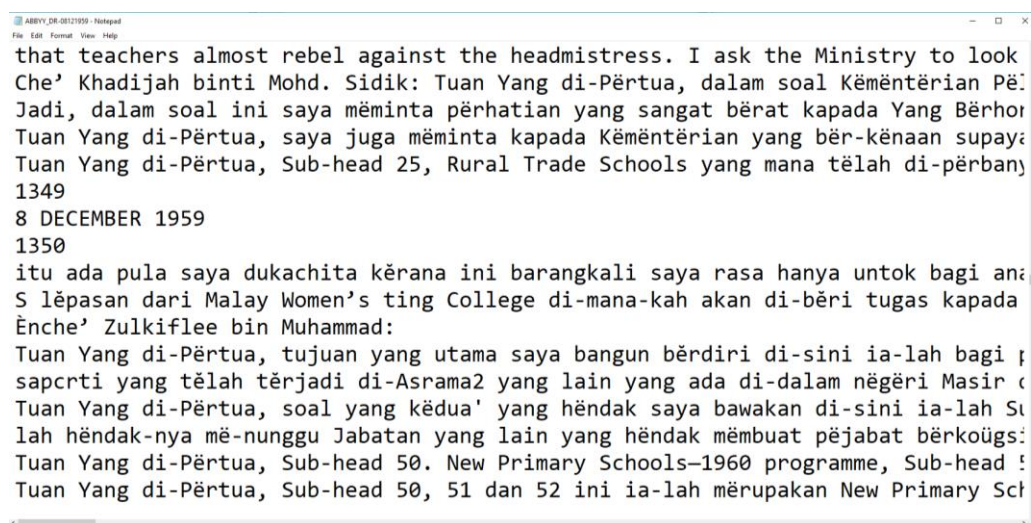 ABBYY_DR-08121959 - Notepad
File Edit Format View Help
that teachers almost rebel against the headmistress. I ask the Ministry to look
Che’ Khadijah binti Mohd. Sidik: Tuan Yang di-Përtua, dalam soal Këmëntërian
Jadi, dalam soal ini saya mëminta përhatian yang sangat bërat kapada Yang
Tuan Yang di-Përtua, saya juga mëminta kapada Këmëntërian yang bër-kënaan
Tuan Yang di-Përtua, Sub-head 25, Rural Trade Schools yang mana tëlah
1349
8 DECEMBER 1959
1350
itu ada pula saya dukachita kĕrana ini barangkali saya rasa hanya untok bagi
S lĕpasan dari Malay Women’s ting College di-mana-kah akan di-bĕri tugas kapada
Ènche’ Zulkiflee bin Muhammad:
Tuan Yang di-Përtua, tujuan yang utama saya bangun bĕrdiri di-sini ia-lah bagi
sapcrti yang tĕlah tĕrjadi di-Asrama2 yang lain yang ada di-dalam nëgëri Masir
Tuan Yang di-Përtua, soal yang këdua' yang hëndak saya bawakan di-sini ia-lah
lah hëndak-nya më-nunggu Jabatan yang lain yang hëndak mëmbuat pëjabat
Tuan Yang di-Përtua, Sub-head 50. New Primary Schools—1960 programme, Sub-head
Tuan Yang di-Përtua, Sub-head 50, 51 dan 52 ini ia-lah mërupakan New Primary